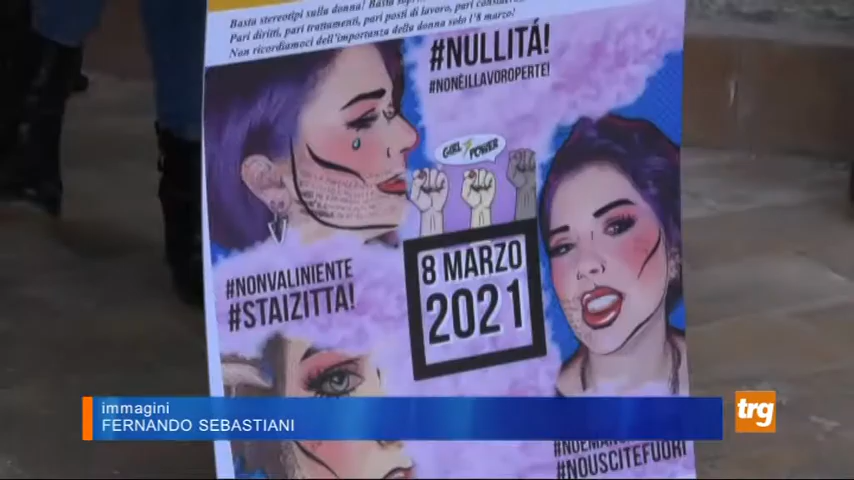 Basta stereotipi sulla donna! Basta
Pari diritti, pari trattamenti, pari posti di lavoro, pari
Non ricordiamoci dell'importanza della donna solo l'8 marzo!
#NULLITÁ!
#NONÈILLAVOROPERTE!
GIRL POWER
8 MARZO
2021
#NONVALINIENTE
#STAIZITTA!
#NOUSCITEFUORI
immagini
FERNANDO SEBASTIANI
trg